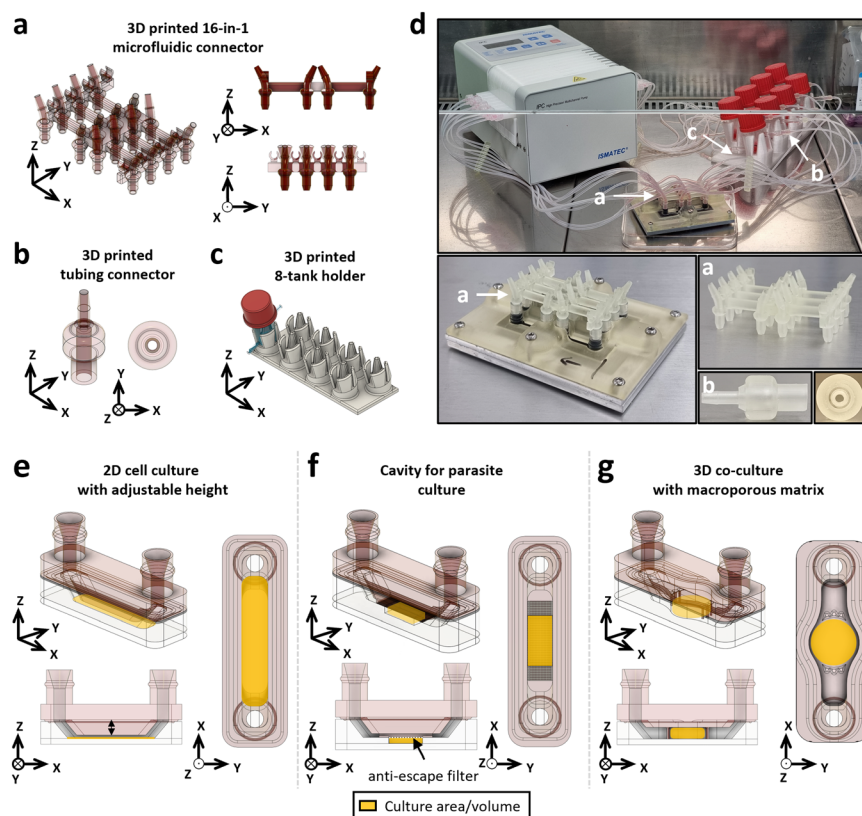 a
3D printed 16-in-1
microfluidic connector
Z
Y
X
Z
Y
X
Z
X
Y
b
3D printed
tubing connector
Z
Y
X
Y
Z
X
c
3D printed
8-tank holder
Z
Y
X
d
IPC
ISMATEC
c
b
a
a
a
b
e
2D cell culture
with adjustable height
Z
Y
X
Z
Y
X
X
Z
Y
f
Cavity for parasite
culture
Z
Y
X
Z
Y
X
anti-escape filter
X
Z
Y
g
3D co-culture
with macroporous matrix
Z
Y
X
Z
Y
X
X
Z
Y
Culture area/volume